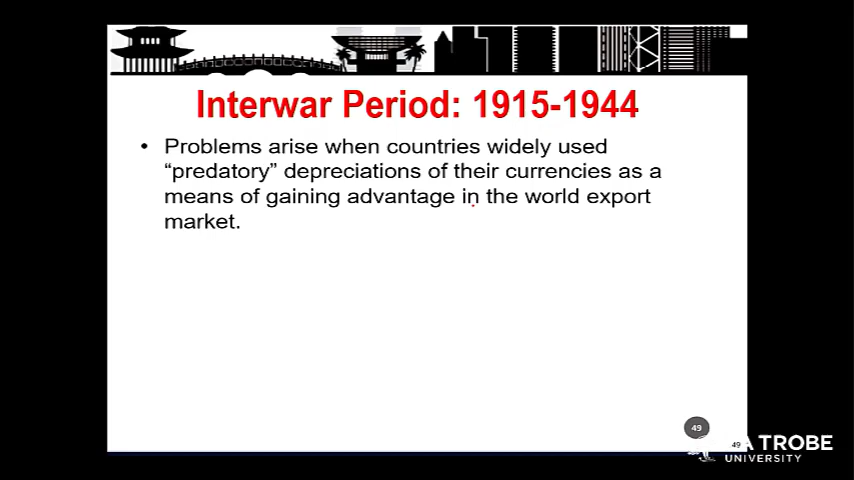 Interwar Period: 1915-1944
• Problems arise when countries widely used
“predatory” depreciations of their currencies as a
means of gaining advantage in the world export
market.
49
49
A TROBE
UNIVERSITY